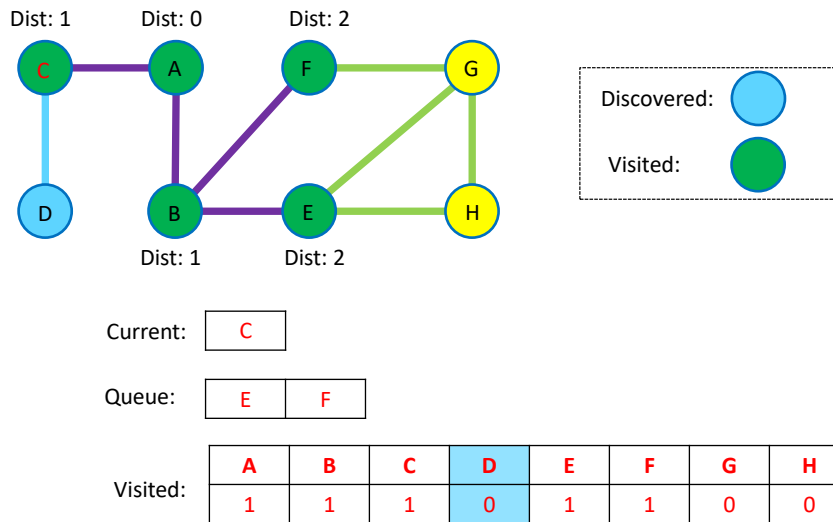 Dist: 1 Dist: 0 Dist: 2
C A F G
Discovered:
Visited:
D B E H
Dist: 1 Dist: 2
Current: C
Queue: E F
A B C D E F G H
Visited: 1 1 1 0 1 1 0 0